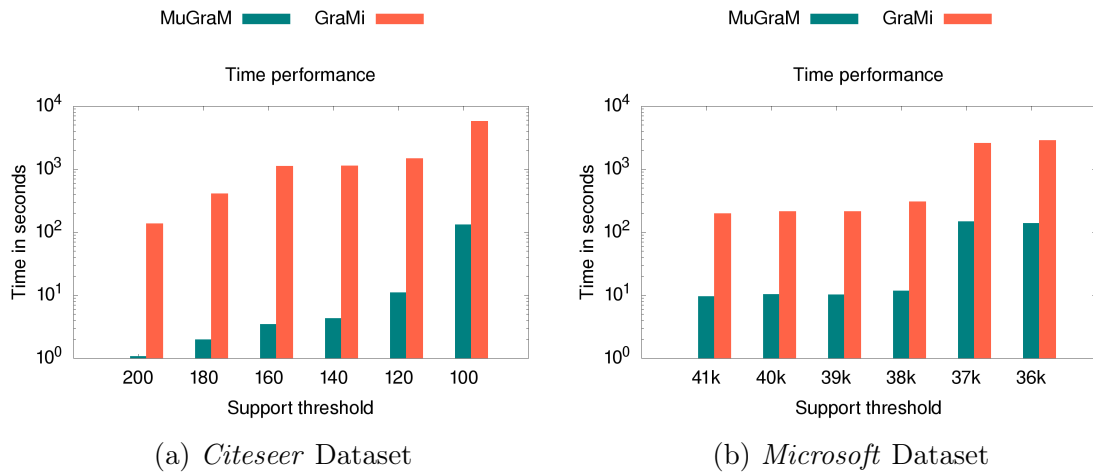 MuGraM GraMi
Time performance
Time in seconds
10^4
10^3
10^2
10^1
10^0
200 180 160 140 120 100
Support threshold
(a) Citeseer Dataset
MuGraM GraMi
Time performance
Time in seconds
10^4
10^3
10^2
10^1
10^0
41k 40k 39k 38k 37k 36k
Support threshold
(b) Microsoft Dataset